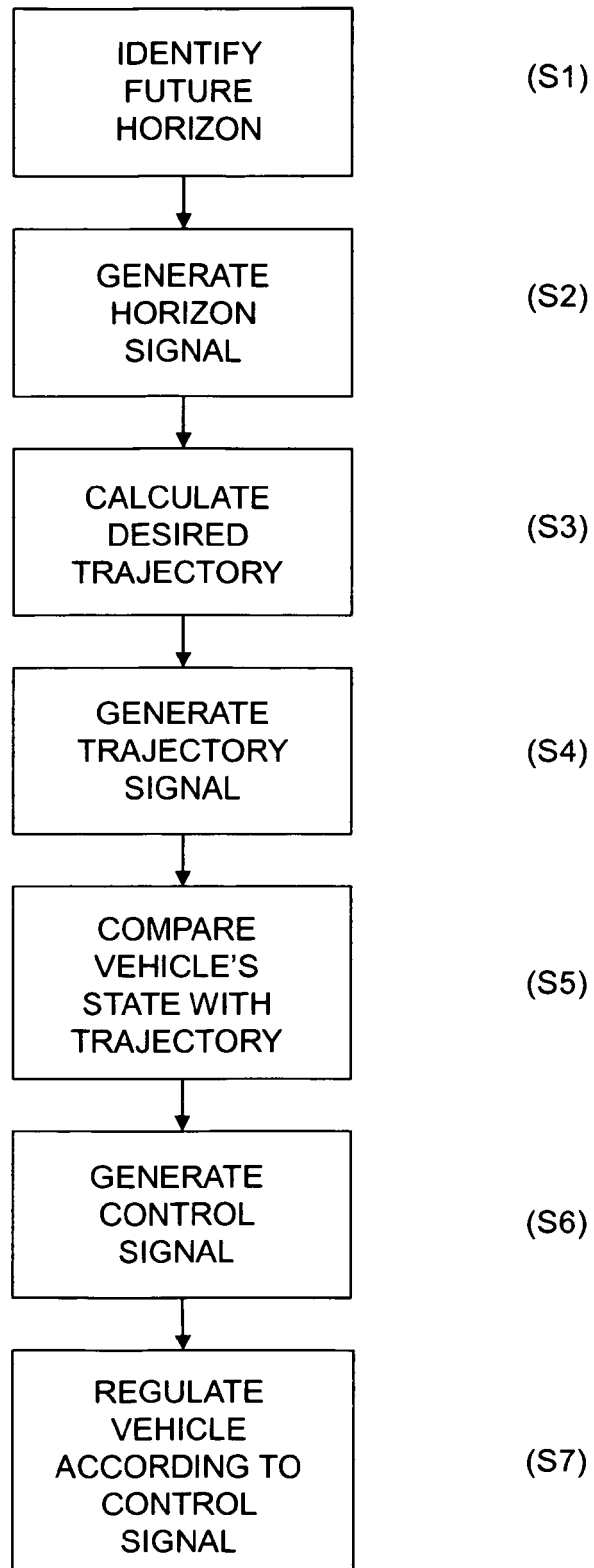 IDENTIFY
FUTURE
HORIZON
(S1)
GENERATE
HORIZON
SIGNAL
(S2)
CALCULATE
DESIRED
TRAJECTORY
(S3)
GENERATE
TRAJECTORY
SIGNAL
(S4)
COMPARE
VEHICLE'S
STATE WITH
TRAJECTORY
(S5)
GENERATE
CONTROL
SIGNAL
(S6)
REGULATE
VEHICLE
ACCORDING TO
CONTROL
SIGNAL
(S7)